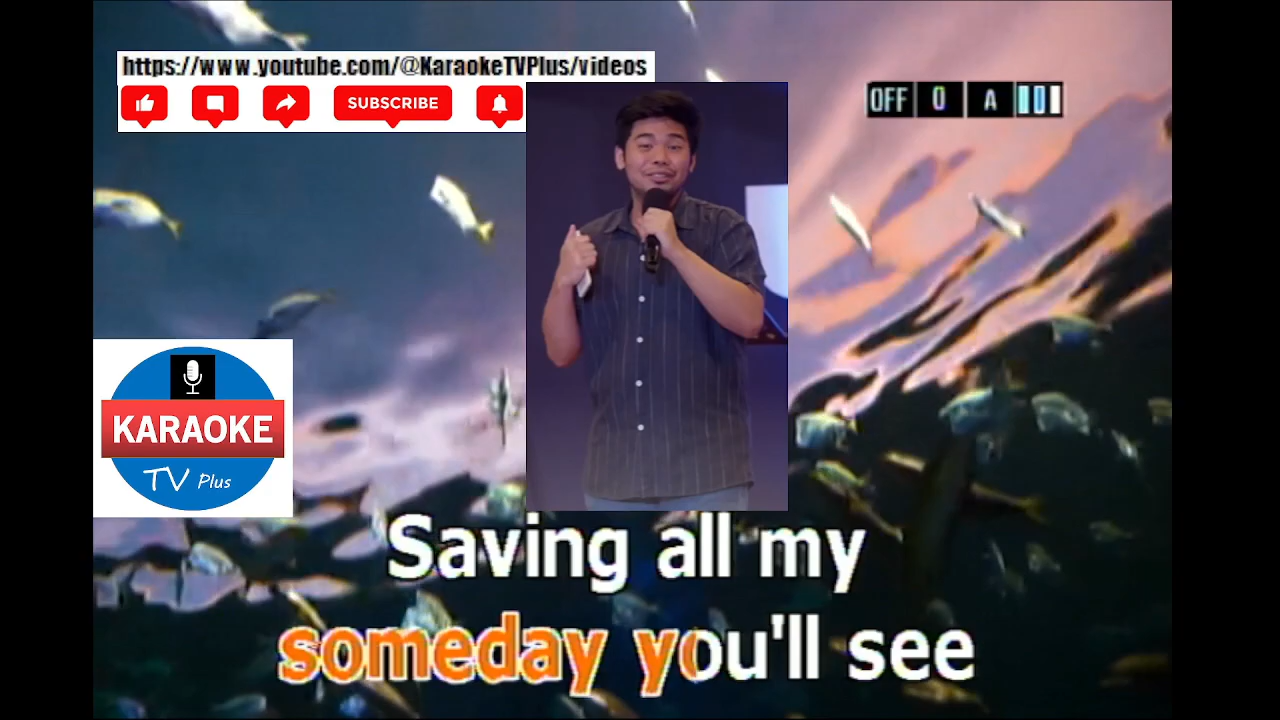 https://www.youtube.com/@KaraokeTVPlus/videos
SUBSCRIBE
OFF 0 A
KARAOKE
TV Plus
Saving all my
someday you'll see